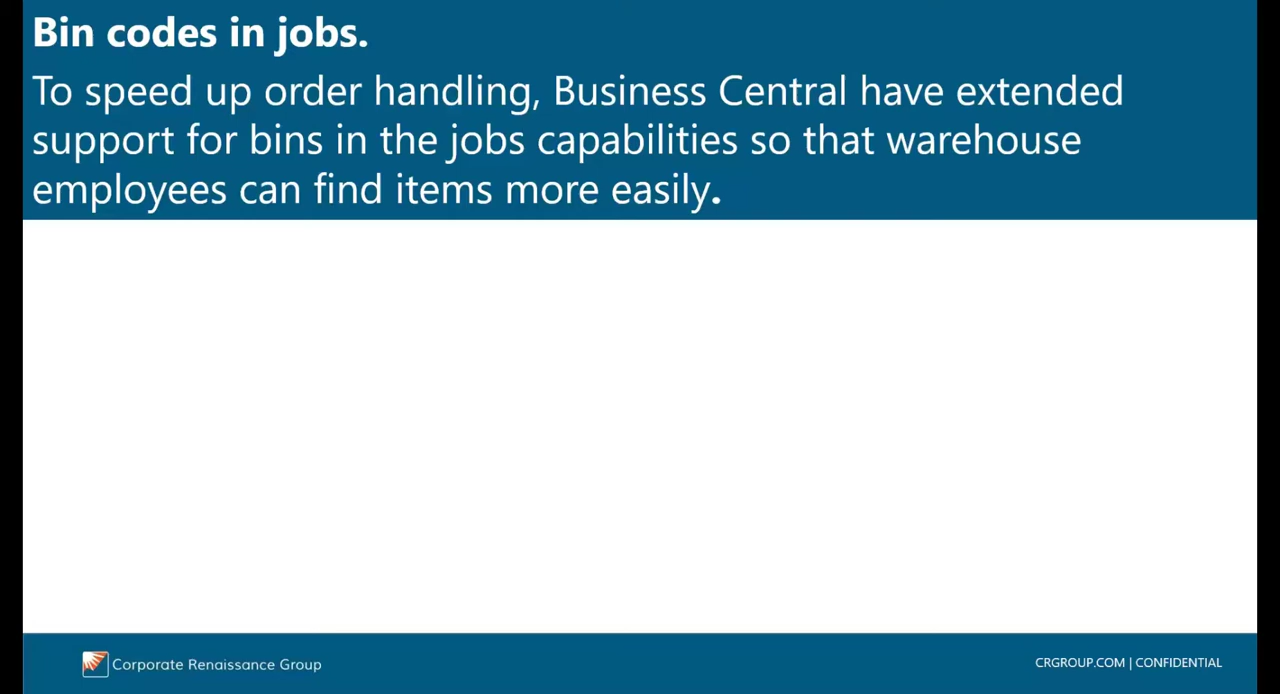 Bin codes in jobs.
To speed up order handling, Business Central have extended
support for bins in the jobs capabilities so that warehouse
employees can find items more easily.
Corporate Renaissance Group
CRGROUP.COM | CONFIDENTIAL